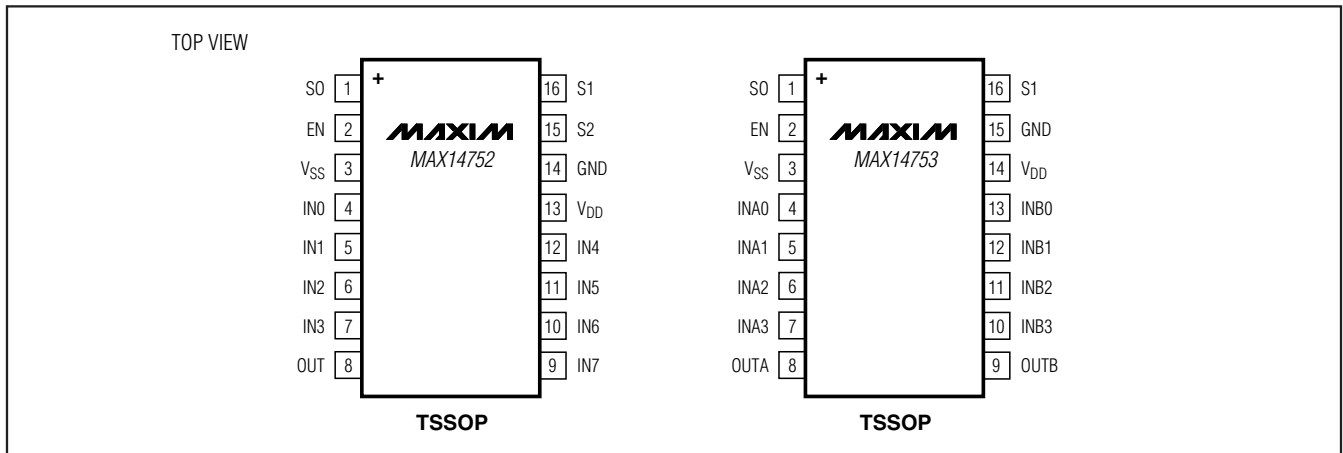 TOP VIEW
S0 1
EN 2
VSS 3
IN0 4
IN1 5
IN2 6
IN3 7
OUT 8
+
MAXIM
MAX14752
16 S1
15 S2
14 GND
13 VDD
12 IN4
11 IN5
10 IN6
9 IN7
TSSOP
S0 1
EN 2
VSS 3
INA0 4
INA1 5
INA2 6
INA3 7
OUTA 8
+
MAXIM
MAX14753
16 S1
15 GND
14 VDD
13 INB0
12 INB1
11 INB2
10 INB3
9 OUTB
TSSOP